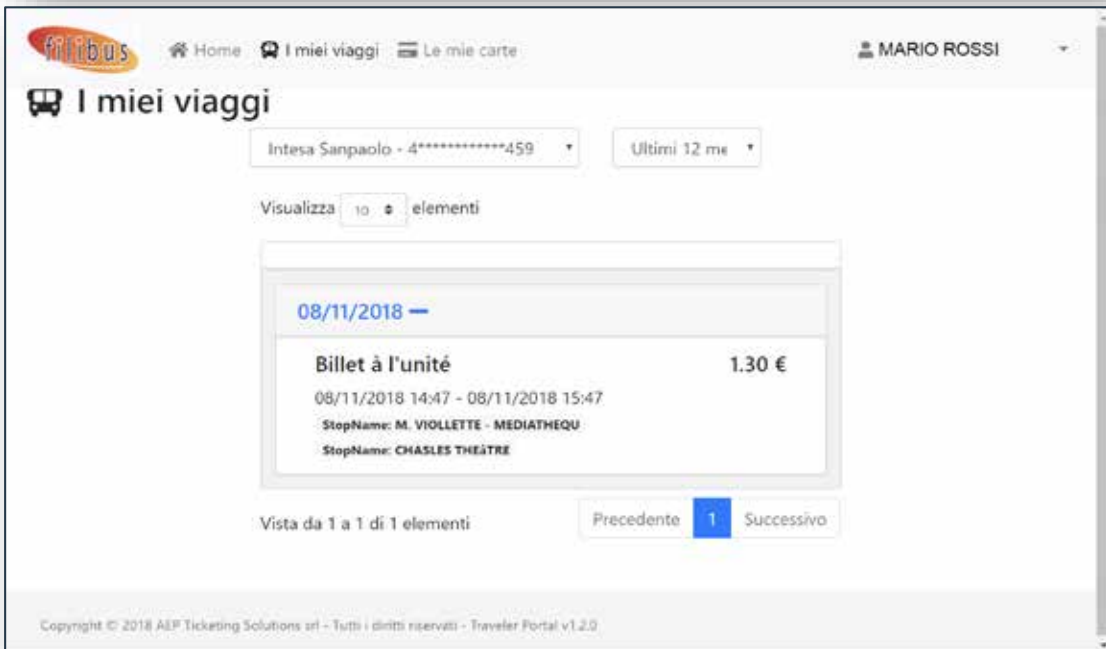 filibus Home I miei viaggi Le mie carte MARIO ROSSI
I miei viaggi
Intesa Sanpaolo - 4************459 Ultimi 12 me
Visualizza 10 elementi
08/11/2018
Billet à l'unité 1.30 €
08/11/2018 14:47 - 08/11/2018 15:47
StopName: M. VIOLLETTE - MEDIATHEQU
StopName: CHASLES THEàTRE
Vista da 1 a 1 di 1 elementi Precedente 1 Successivo
Copyright © 2018 AEP Ticketing Solutions srl - Tutti i diritti riservati - Traveler Portal v1.2.0